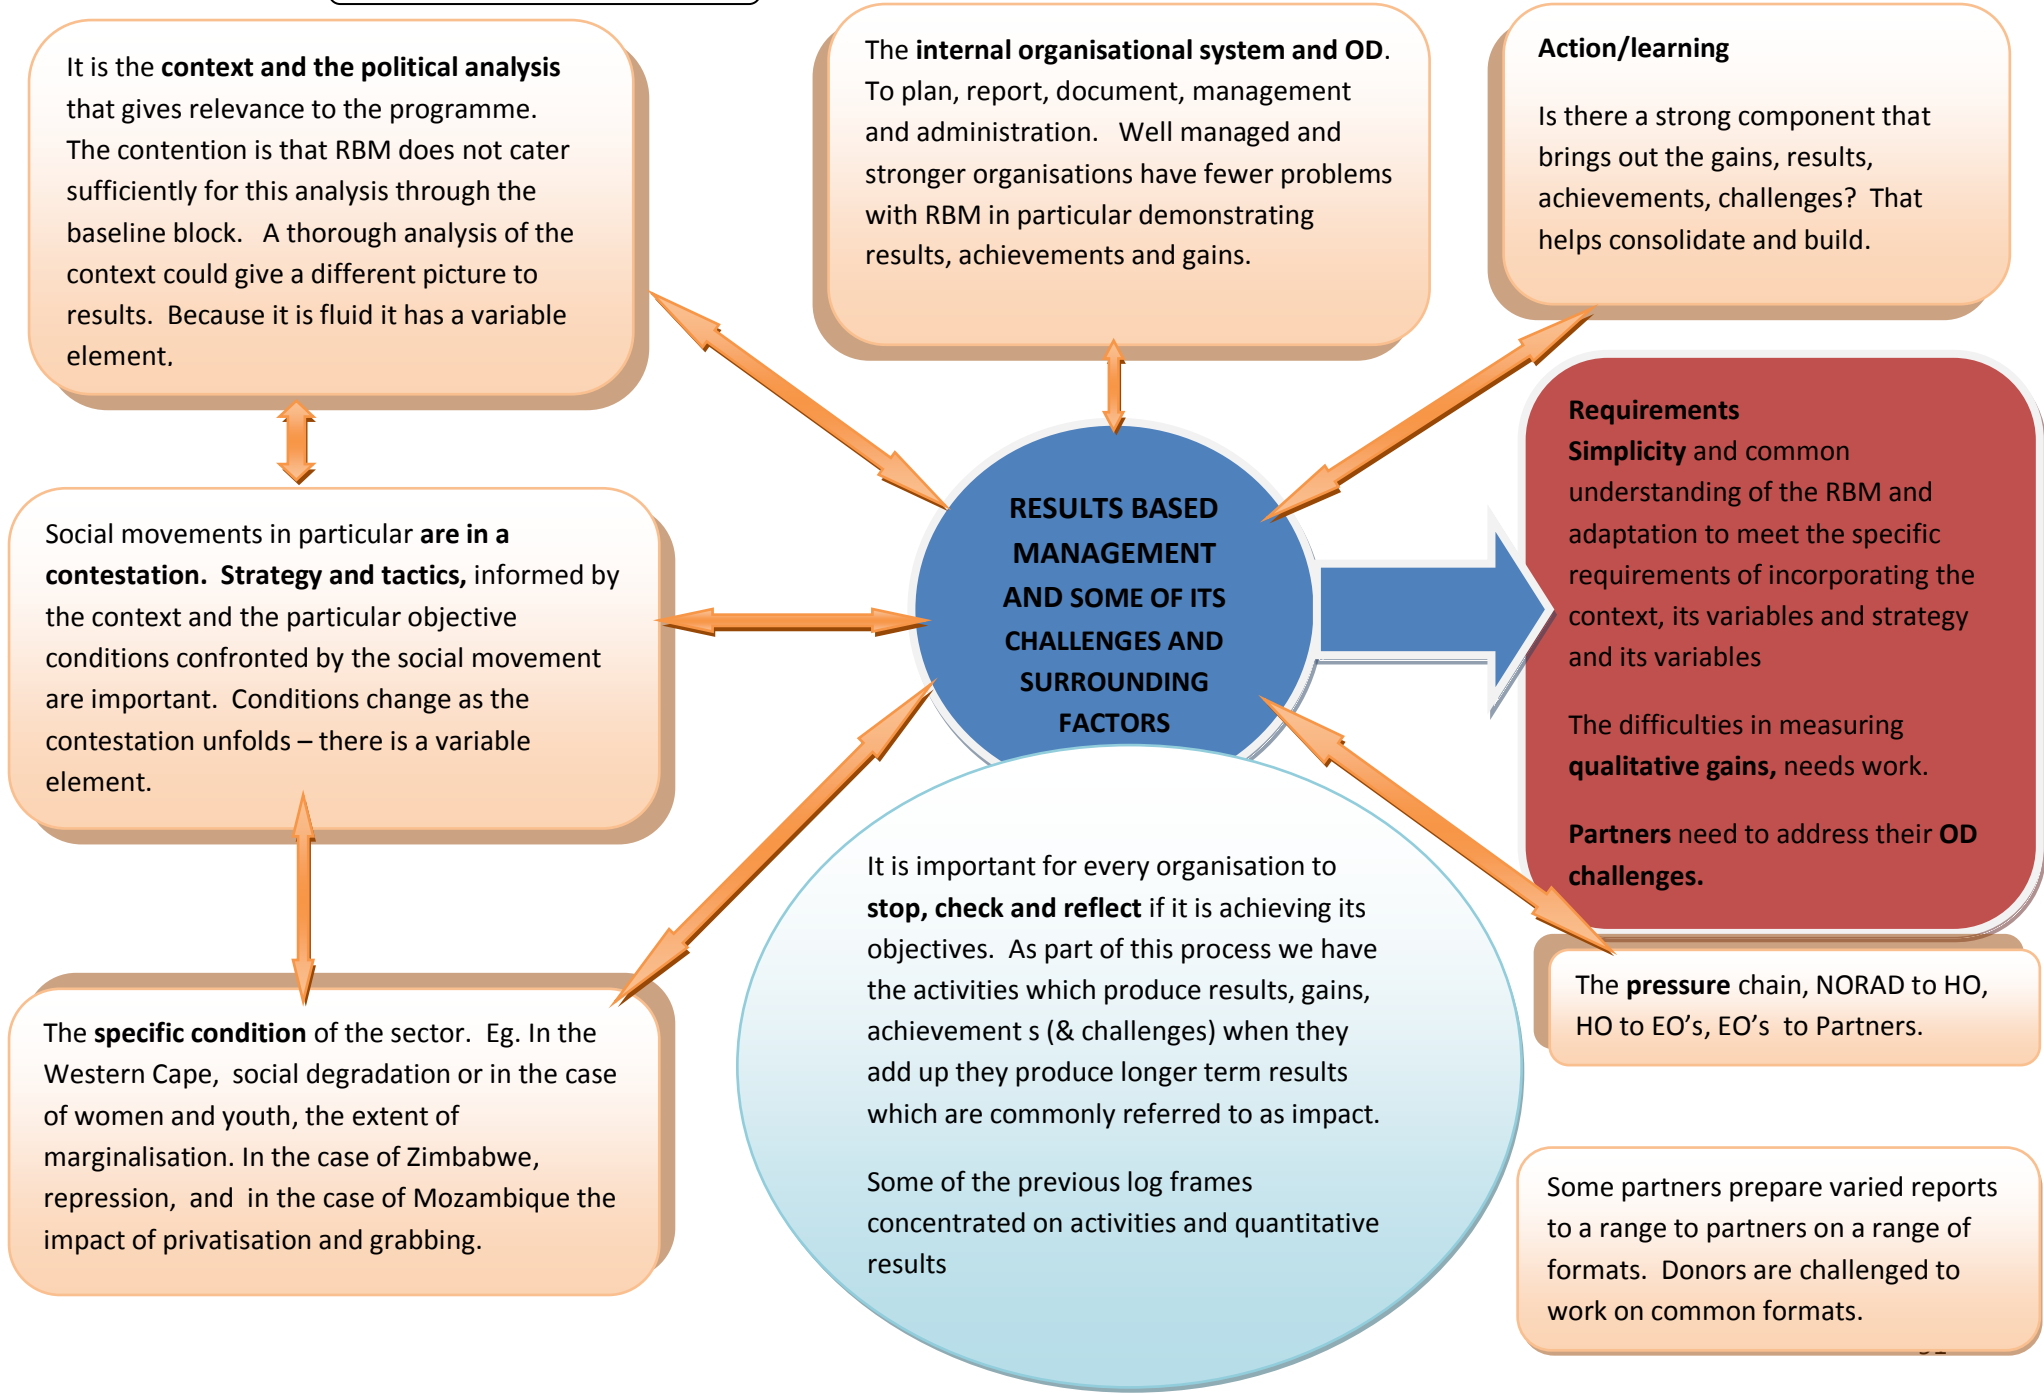 It is the context and the political analysis
that gives relevance to the programme.
The contention is that RBM does not cater
sufficiently for this analysis through the
baseline block.   A thorough analysis of the
context could give a different picture to
results.  Because it is fluid it has a variable
element.
The internal organisational system and OD.
To plan, report, document, management
and administration.   Well managed and
stronger organisations have fewer problems
with RBM in particular demonstrating
results, achievements and gains.
Action/learning
Is there a strong component that
brings out the gains, results,
achievements, challenges?  That
helps consolidate and build.
Social movements in particular are in a
contestation.  Strategy and tactics, informed by
the context and the particular objective
conditions confronted by the social movement
are important.  Conditions change as the
contestation unfolds – there is a variable
element.
RESULTS BASED
MANAGEMENT
AND SOME OF ITS
CHALLENGES AND
SURROUNDING
FACTORS
Requirements
Simplicity and common
understanding of the RBM and
adaptation to meet the specific
requirements of incorporating the
context, its variables and strategy
and its variables
The difficulties in measuring
qualitative gains, needs work.
Partners need to address their OD
challenges.
The specific condition of the sector.  Eg. In the
Western Cape,  social degradation or in the case
of women and youth, the extent of
marginalisation. In the case of Zimbabwe,
repression,  and  in the case of Mozambique the
impact of privatisation and grabbing.
It is important for every organisation to
stop, check and reflect if it is achieving its
objectives.  As part of this process we have
the activities which produce results, gains,
achievement s (& challenges) when they
add up they produce longer term results
which are commonly referred to as impact.
Some of the previous log frames
concentrated on activities and quantitative
results
The pressure chain, NORAD to HO,
HO to EO’s, EO’s  to Partners.
Some partners prepare varied reports
to a range to partners on a range of
formats.  Donors are challenged to
work on common formats.